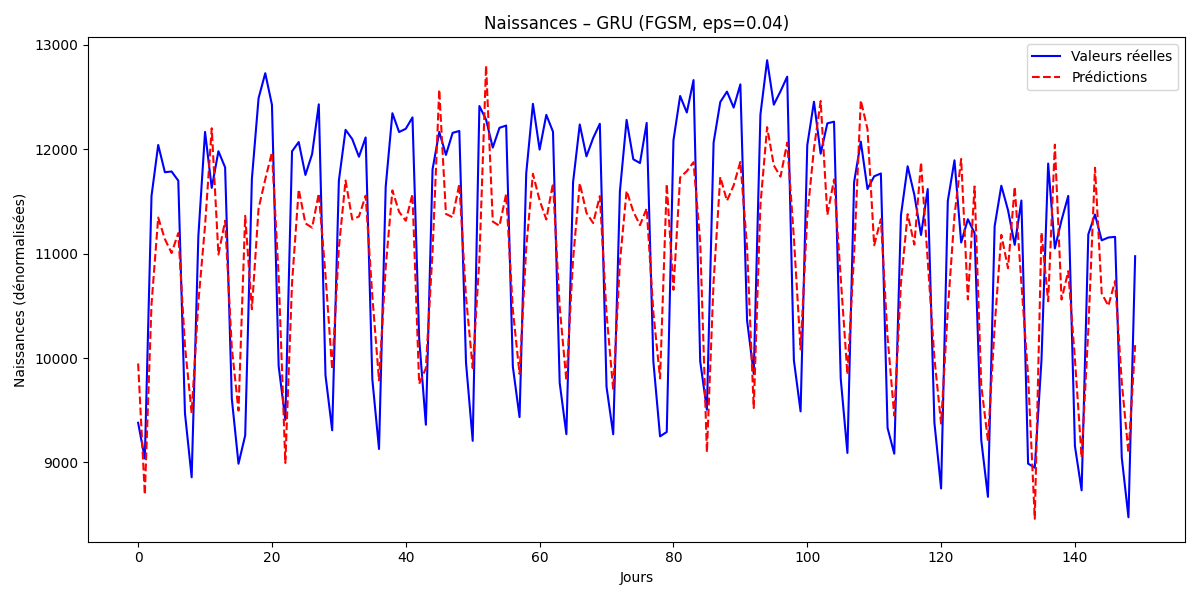 Naissances – GRU (FGSM, eps=0.04)
Valeurs réelles
Prédictions
Naissances (dénormalisées)
13000
12000
11000
10000
9000
0 20 40 60 80 100 120 140
Jours